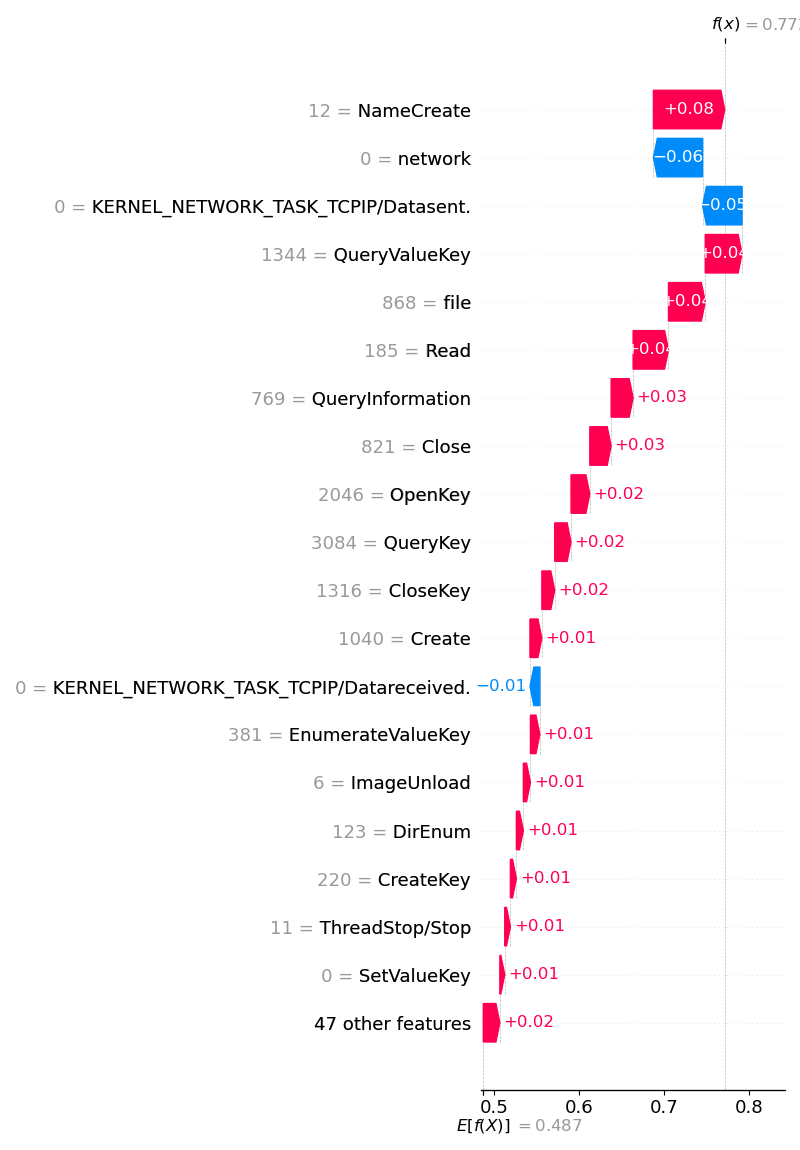 f(x) = 0.77
12 = NameCreate
+0.08
0 = network
−0.06
0 = KERNEL_NETWORK_TASK_TCPIP/Datasent.
−0.05
1344 = QueryValueKey
+0.04
868 = file
+0.04
185 = Read
+0.04
769 = QueryInformation
+0.03
821 = Close
+0.03
2046 = OpenKey
+0.02
3084 = QueryKey
+0.02
1316 = CloseKey
+0.02
1040 = Create
+0.01
0 = KERNEL_NETWORK_TASK_TCPIP/Datareceived.
−0.01
381 = EnumerateValueKey
+0.01
6 = ImageUnload
+0.01
123 = DirEnum
+0.01
220 = CreateKey
+0.01
11 = ThreadStop/Stop
+0.01
0 = SetValueKey
+0.01
47 other features
+0.02
0.5 0.6 0.7 0.8
E[f(X)] = 0.487